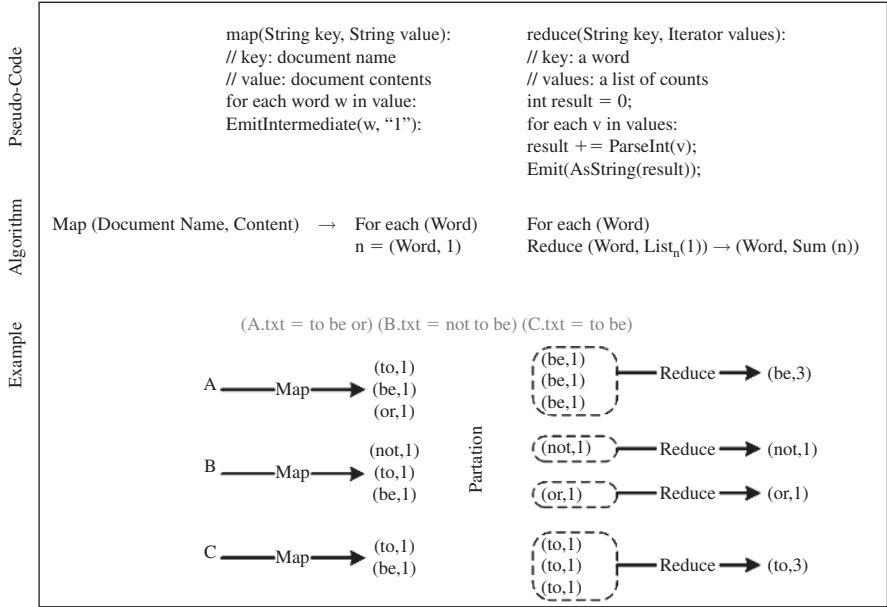 Pseudo-Code
map(String key, String value):
// key: document name
// value: document contents
for each word w in value:
EmitIntermediate(w, “1”):
reduce(String key, Iterator values):
// key: a word
// values: a list of counts
int result = 0;
for each v in values:
result += ParseInt(v);
Emit(AsString(result));
Algorithm
Map (Document Name, Content) → For each (Word)
n = (Word, 1)
For each (Word)
Reduce (Word, Listn(1)) → (Word, Sum (n))
Example
(A.txt = to be or) (B.txt = not to be) (C.txt = to be)
A Map
(to,1)
(be,1)
(or,1)
B Map
(not,1)
(to,1)
(be,1)
C Map
(to,1)
(be,1)
Partation
(be,1)
(be,1)
(be,1)
Reduce (be,3)
(not,1) Reduce (not,1)
(or,1) Reduce (or,1)
(to,1)
(to,1)
(to,1)
Reduce (to,3)